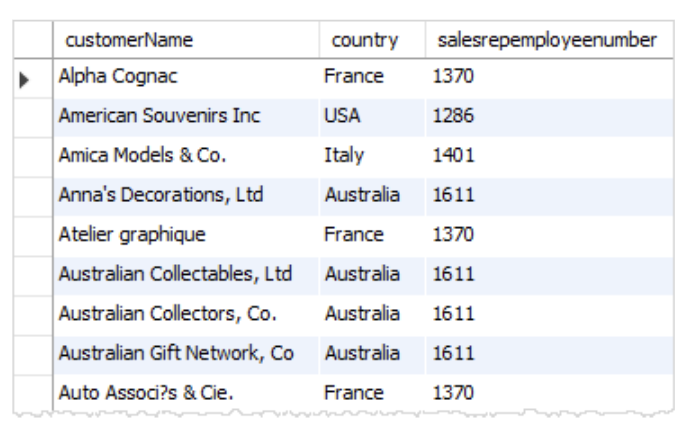 customerName country salesrepemployeenumber
Alpha Cognac France 1370
American Souvenirs Inc USA 1286
Amica Models & Co. Italy 1401
Anna's Decorations, Ltd Australia 1611
Atelier graphique France 1370
Australian Collectables, Ltd Australia 1611
Australian Collectors, Co. Australia 1611
Australian Gift Network, Co Australia 1611
Auto Associ?s & Cie. France 1370